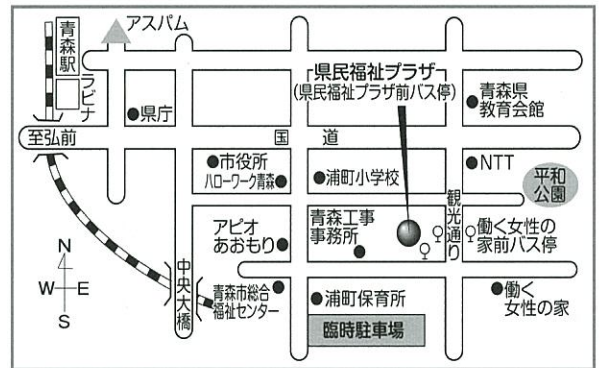 アスパム
青森駅
ラビナ
県庁
県民福祉プラザ
(県民福祉プラザ前バス停)
青森県
教育会館
至弘前
国道
市役所
ハローワーク青森
浦町小学校
NTT
平和
公園
アピオ
あおもり
青森工事
事務所
観光通り
働く女性の
家前バス停
N
W E
S
中央大橋
青森市総合
福祉センター
浦町保育所
働く
女性の家
臨時駐車場